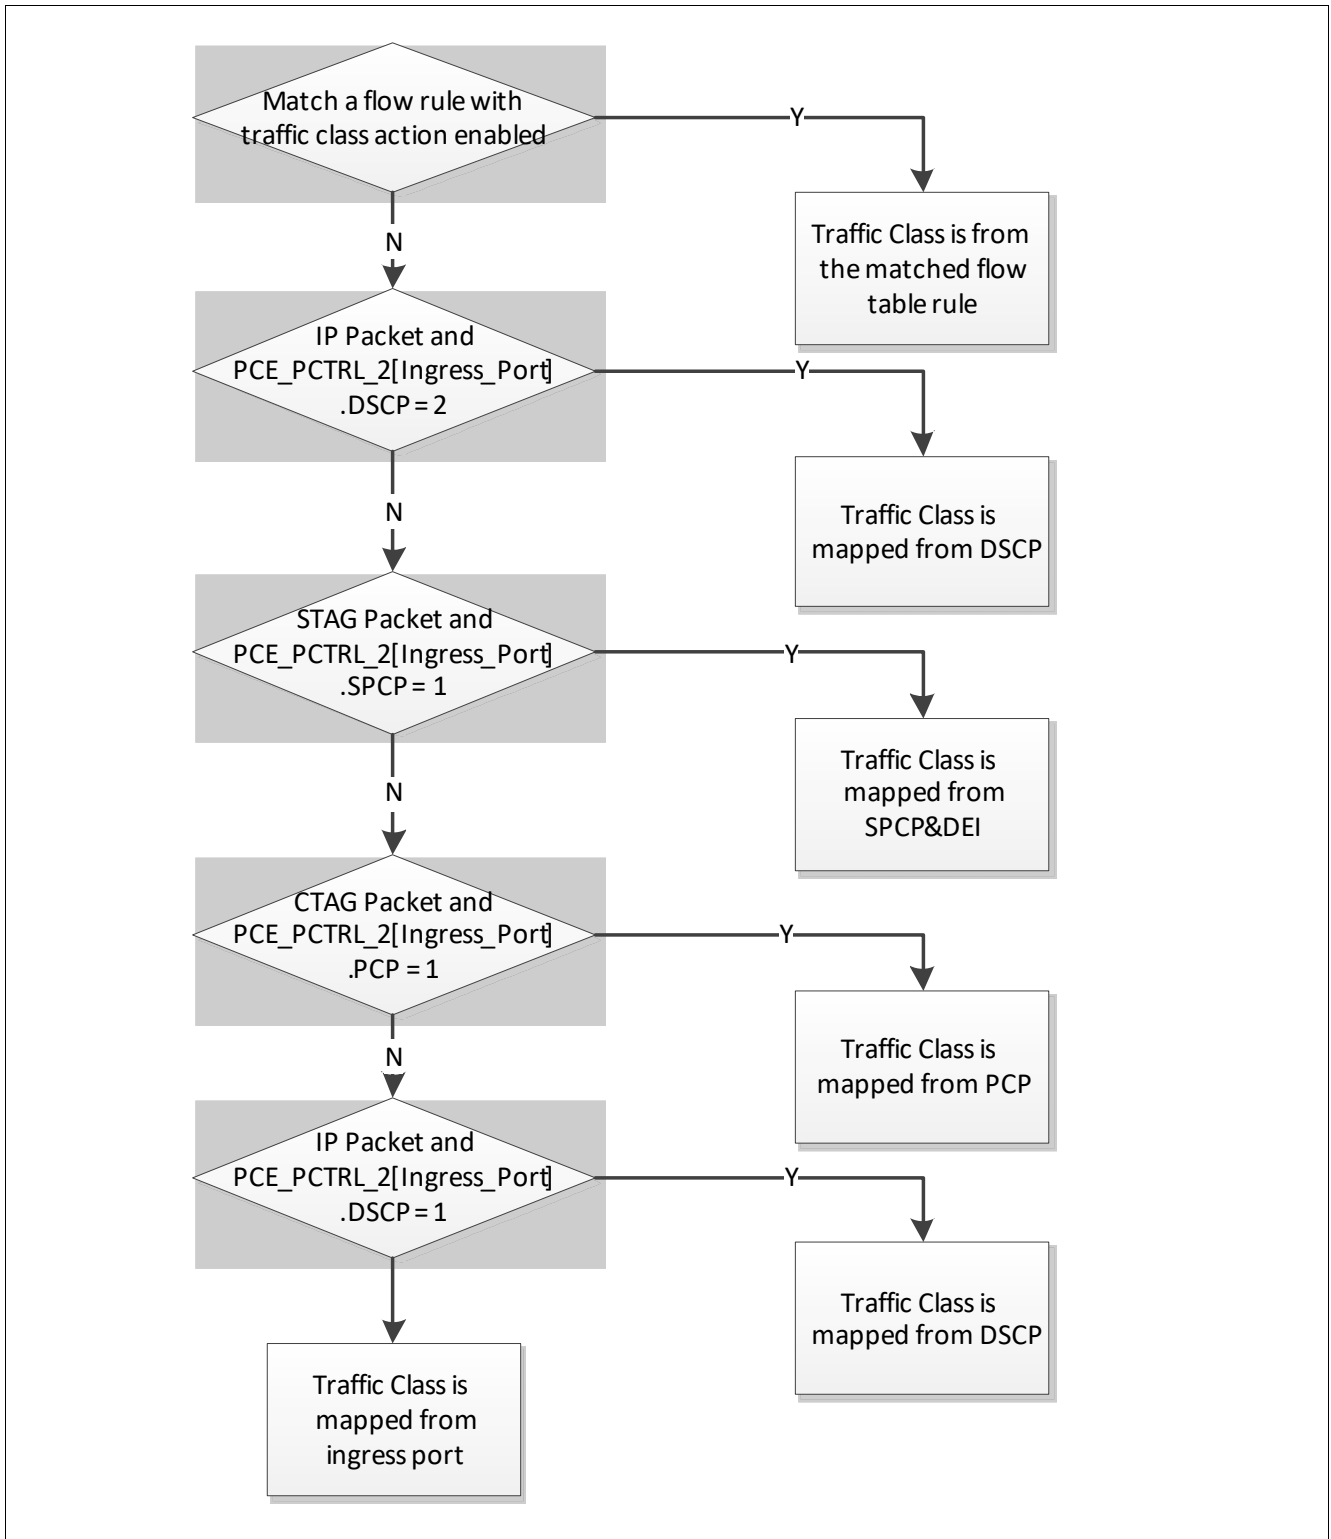 Match a flow rule with
traffic class action enabled
Y
Traffic Class is from
the matched flow
table rule
N
IP Packet and
PCE_PCTRL_2[Ingress_Port]
.DSCP = 2
Y
Traffic Class is
mapped from DSCP
N
STAG Packet and
PCE_PCTRL_2[Ingress_Port]
.SPCP = 1
Y
Traffic Class is
mapped from
SPCP&DEI
N
CTAG Packet and
PCE_PCTRL_2[Ingress_Port]
.PCP = 1
Y
Traffic Class is
mapped from PCP
N
IP Packet and
PCE_PCTRL_2[Ingress_Port]
.DSCP = 1
Y
Traffic Class is
mapped from DSCP
Traffic Class is
mapped from
ingress port